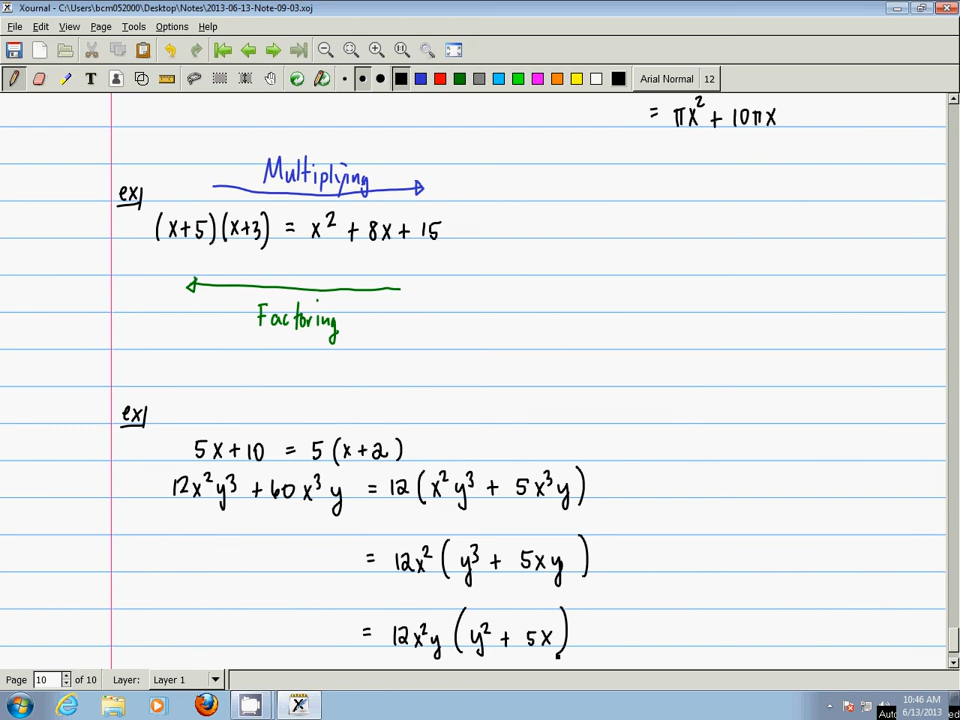 Xournal - C:\Users\bcm052000\Desktop\Notes\2013-06-13-Note-09-03.xoj
File Edit View Page Tools Options Help
Arial Normal 12
= πx² + 10πx
Multiplying
ex1
(x+5)(x+3) = x² + 8x + 15
Factoring
ex1
5x+10 = 5(x+2)
12x²y³ + 60x³y = 12(x²y³ + 5x³y)
= 12x²(y³ + 5xy)
= 12x²y(y² + 5x)
Page 10 of 10 Layer: Layer 1
10:46 AM
6/13/2013